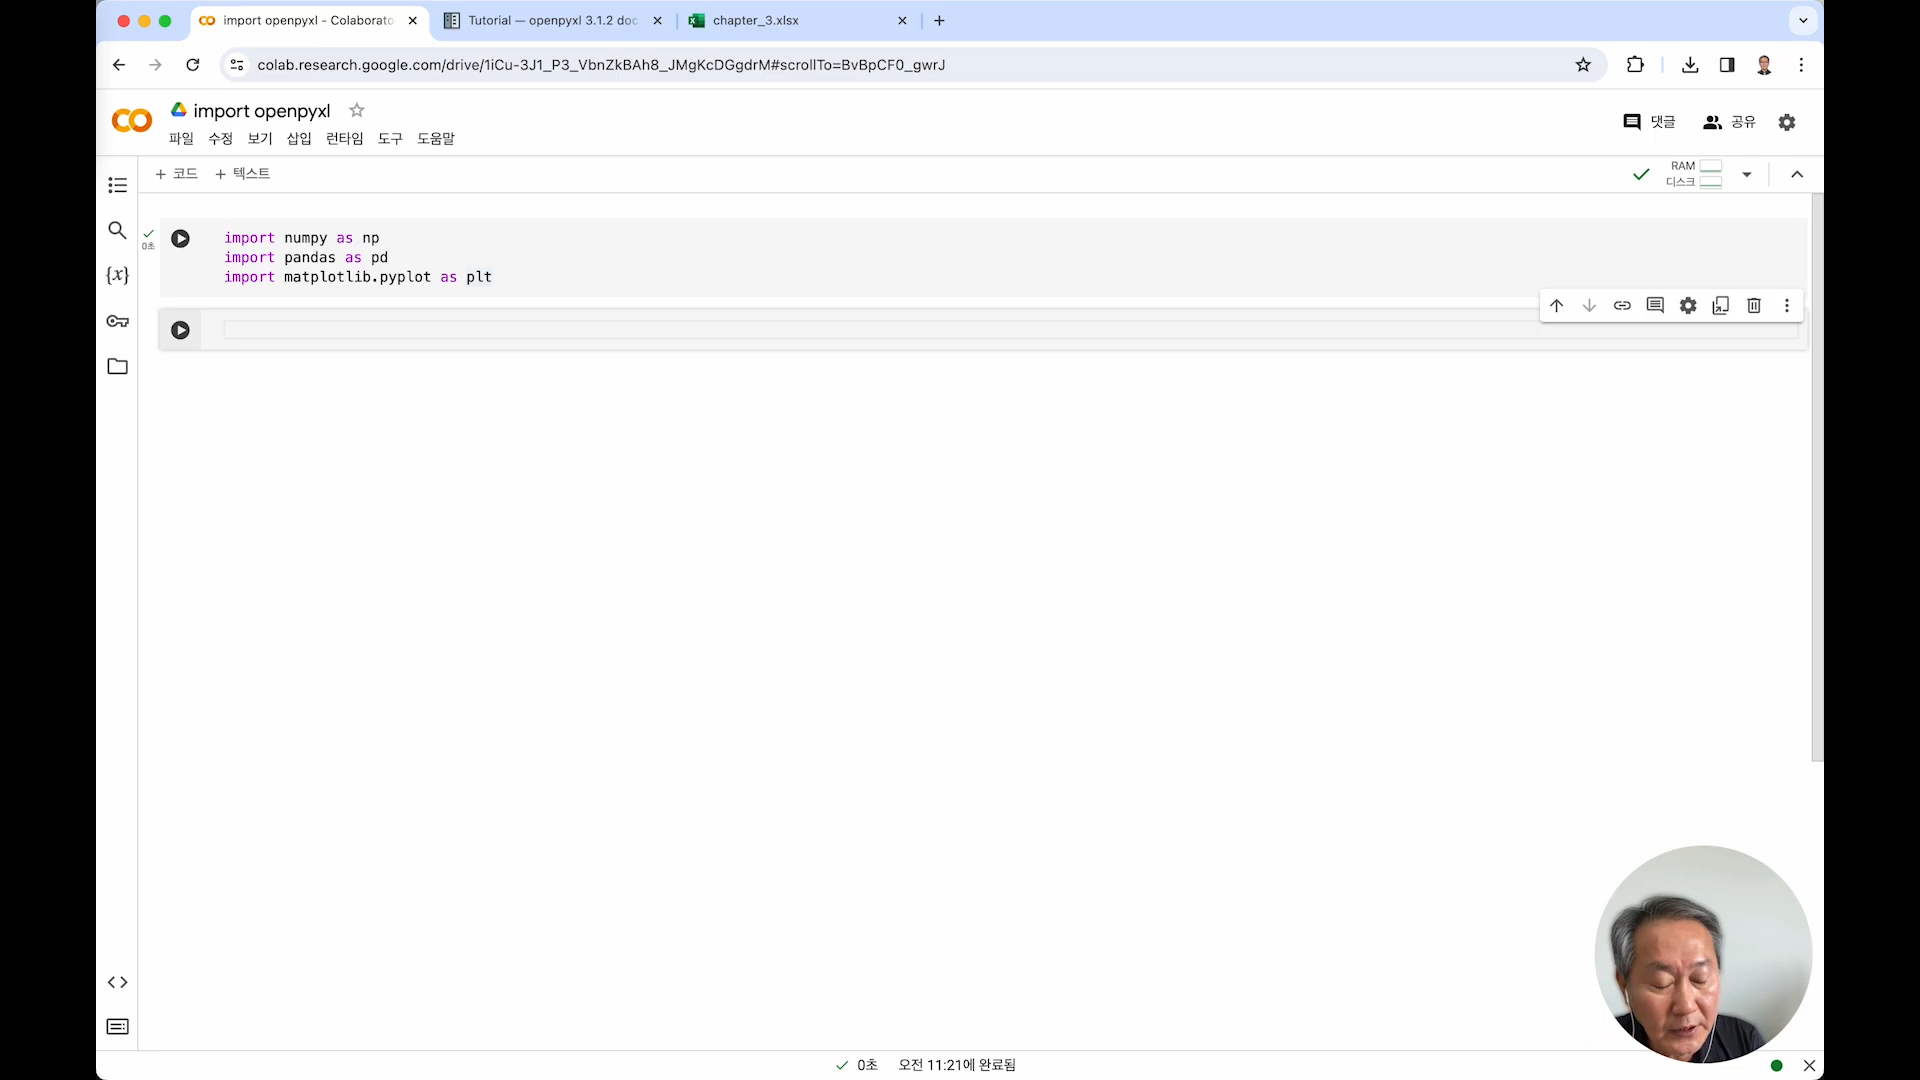 import openpyxl - Colaborato
Tutorial — openpyxl 3.1.2 doc
chapter_3.xlsx
colab.research.google.com/drive/1iCu-3J1_P3_VbnZkBAh8_JMgKcDGgdrM#scrollTo=BvBpCF0_gwrJ
import openpyxl
파일 수정 보기 삽입 런타임 도구 도움말
댓글 공유
+ 코드 + 텍스트
RAM
디스크
0초
import numpy as np
import pandas as pd
import matplotlib.pyplot as plt
{x}
0초 오전 11:21에 완료됨